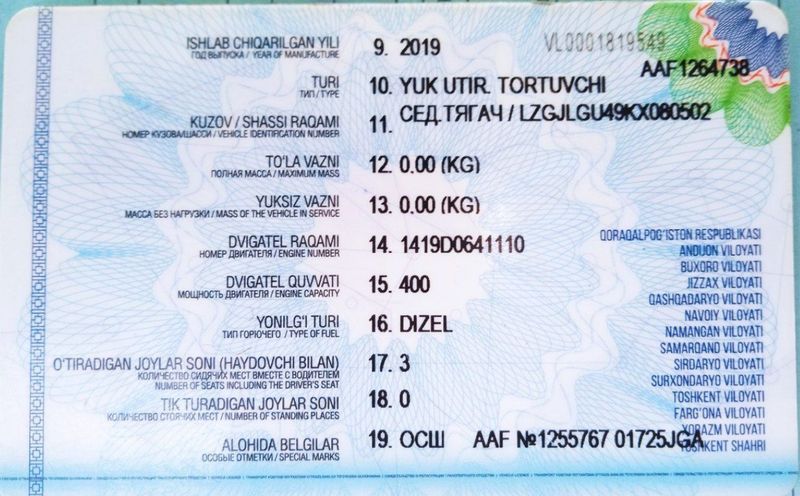 VL0001819549
AAF1264738
ISHLAB CHIQARILGAN YILI 9. 2019
ГОД ВЫПУСКА / YEAR OF MANUFACTURE
TURI 10. YUK UTIR. TORTUVCHI
ТИП / TYPE
KUZOV / SHASSI RAQAMI 11. СЕД.ТЯГАЧ / LZGJLGU49KX080502
НОМЕР КУЗОВА/ШАССИ / VEHICLE IDENTIFICATION NUMBER
TO'LA VAZNI 12. 0.00 (KG)
ПОЛНАЯ МАССА / MAXIMUM MASS
YUKSIZ VAZNI 13. 0.00 (KG)
МАССА БЕЗ НАГРУЗКИ / MASS OF THE VEHICLE IN SERVICE
DVIGATEL RAQAMI 14. 1419D0641110
НОМЕР ДВИГАТЕЛЯ / ENGINE NUMBER
DVIGATEL QUVVATI 15. 400
МОЩНОСТЬ ДВИГАТЕЛЯ / ENGINE CAPACITY
YONILG'I TURI 16. DIZEL
ТИП ГОРЮЧЕГО / TYPE OF FUEL
O'TIRADIGAN JOYLAR SONI (HAYDOVCHI BILAN) 17. 3
КОЛИЧЕСТВО СИДЯЧИХ МЕСТ ВМЕСТЕ С ВОДИТЕЛЕМ
NUMBER OF SEATS INCLUDING THE DRIVER'S SEAT
TIK TURADIGAN JOYLAR SONI 18. 0
КОЛИЧЕСТВО СТОЯЧИХ МЕСТ / NUMBER OF STANDING PLACES
ALOHIDA BELGILAR 19. ОСШ AAF №1255767 01725JGA
ОСОБЫЕ ОТМЕТКИ / SPECIAL MARKS
QORAQALPOG'ISTON RESPUBLIKASI
ANDIJON VILOYATI
BUXORO VILOYATI
JIZZAX VILOYATI
QASHQADARYO VILOYATI
NAVOIY VILOYATI
NAMANGAN VILOYATI
SAMARQAND VILOYATI
SIRDARYO VILOYATI
SURXONDARYO VILOYATI
TOSHKENT VILOYATI
FARG'ONA VILOYATI
XORAZM VILOYATI
TOSHKENT SHAHRI